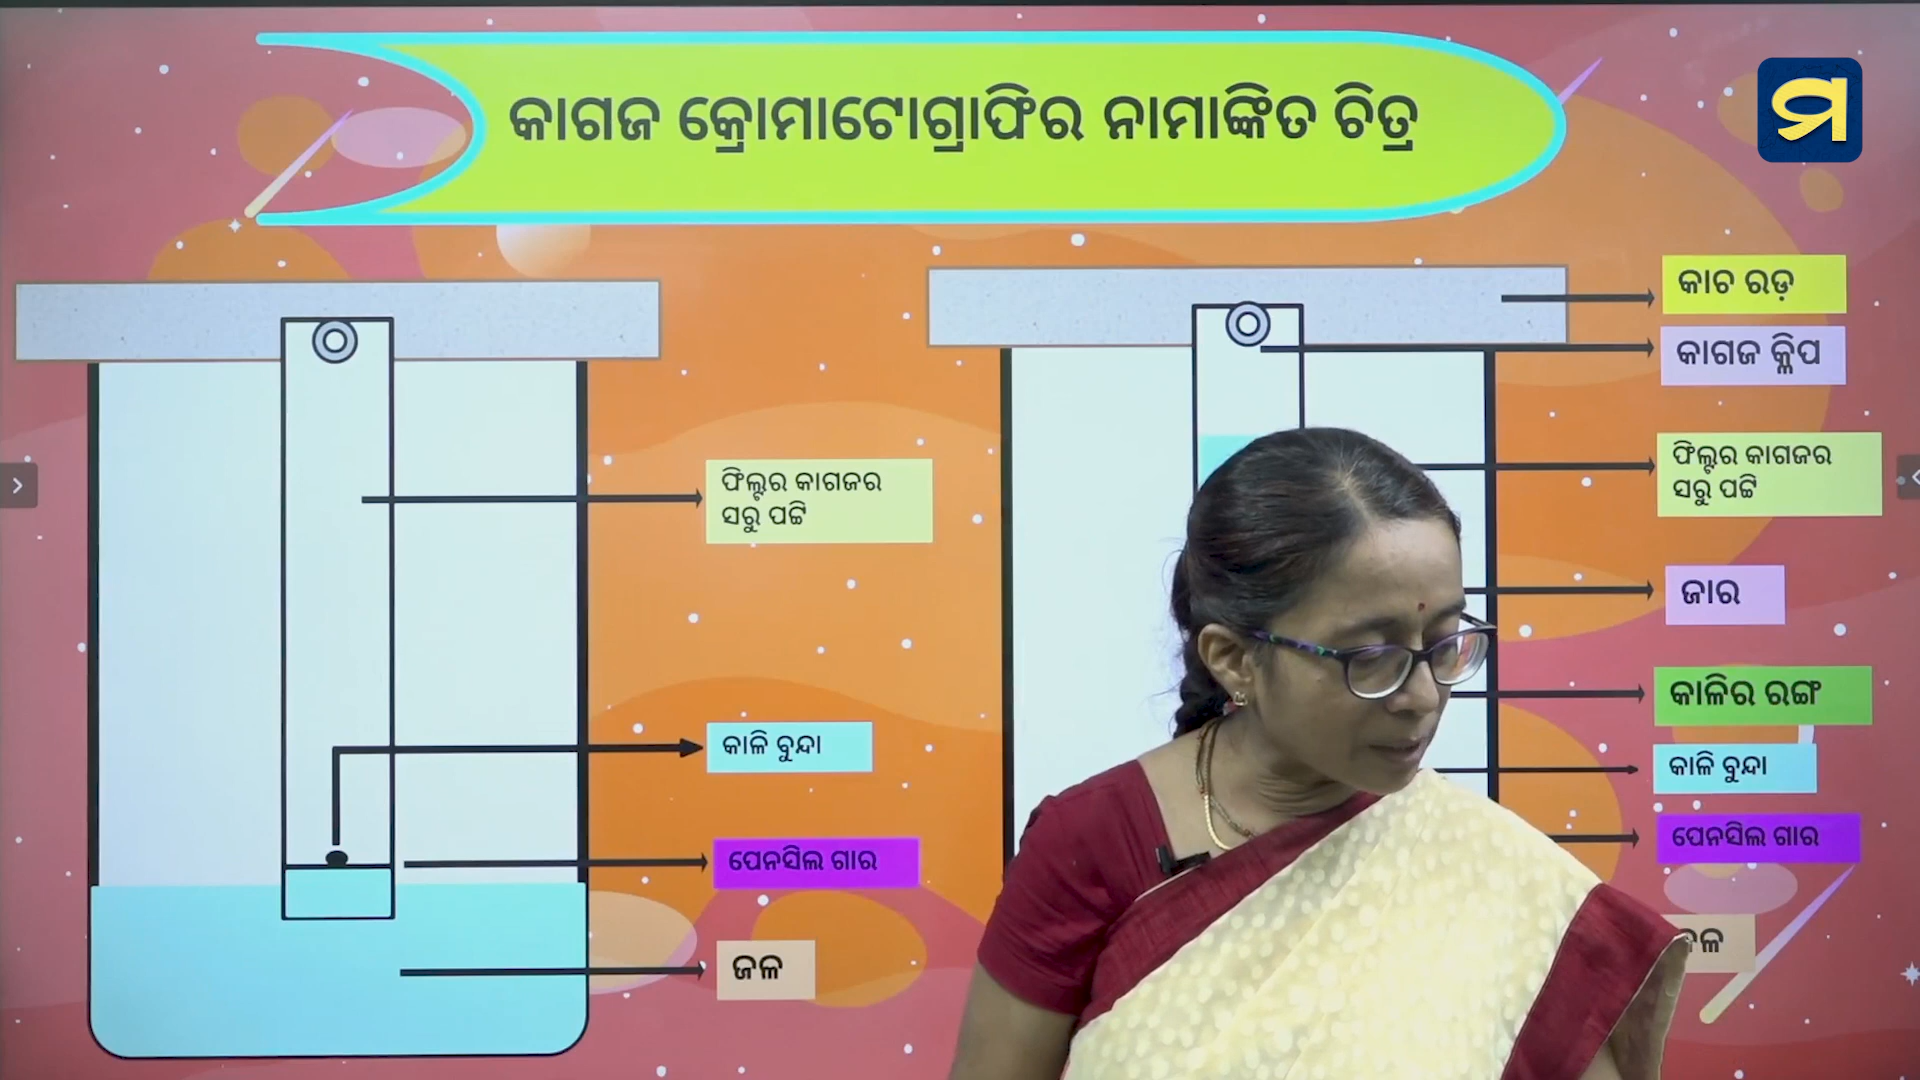 କାଗଜ କ୍ରୋମାଟୋଗ୍ରାଫିର ନାମାଙ୍କିତ ଚିତ୍ର
ମ
ଫିଲ୍ଟର କାଗଜର
ସରୁ ପଟ୍ଟି
କାଳି ବୁନ୍ଦା
ପେନସିଲ ଗାର
ଜଳ
କାଚ ରଡ଼
କାଗଜ କ୍ଲିପ
ଫିଲ୍ଟର କାଗଜର
ସରୁ ପଟ୍ଟି
ଜାର
କାଳିର ରଙ୍ଗ
କାଳି ବୁନ୍ଦା
ପେନସିଲ ଗାର